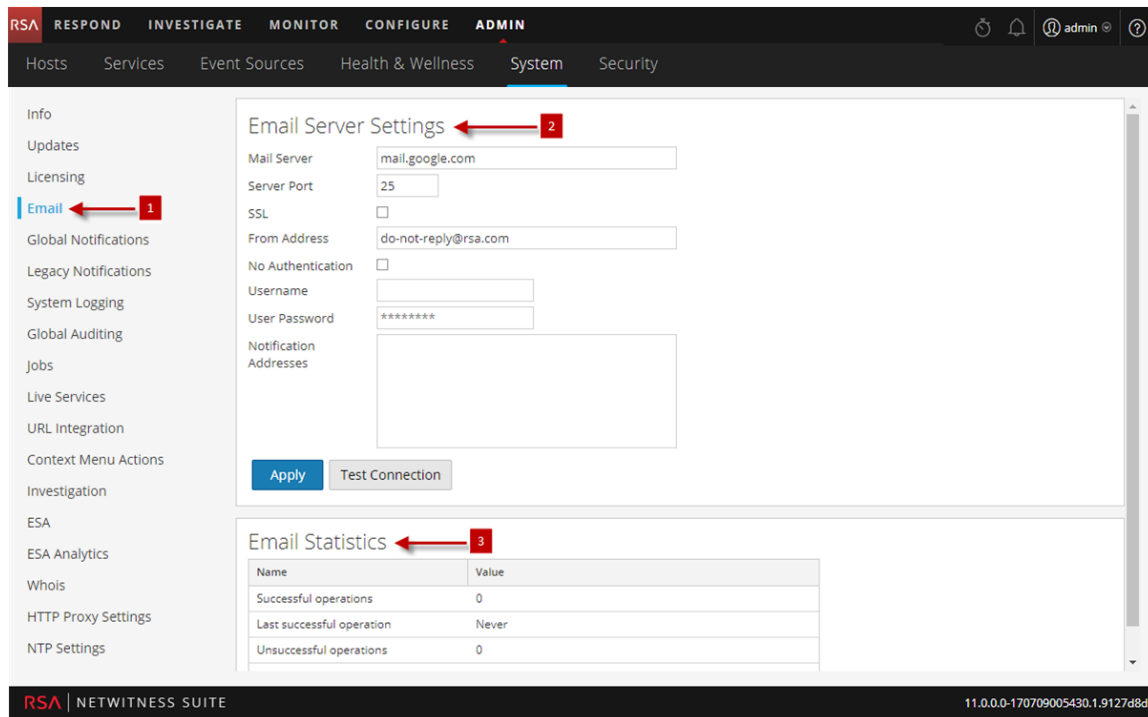 RSA RESPOND INVESTIGATE MONITOR CONFIGURE ADMIN admin ?
Hosts Services Event Sources Health & Wellness System Security
Info
Updates
Licensing
Email 1
Global Notifications
Legacy Notifications
System Logging
Global Auditing
Jobs
Live Services
URL Integration
Context Menu Actions
Investigation
ESA
ESA Analytics
Whois
HTTP Proxy Settings
NTP Settings
Email Server Settings 2
Mail Server mail.google.com
Server Port 25
SSL
From Address do-not-reply@rsa.com
No Authentication
Username
User Password ********
Notification
Addresses
Apply Test Connection
Email Statistics 3
Name Value
Successful operations 0
Last successful operation Never
Unsuccessful operations 0
RSA | NETWITNESS SUITE 11.0.0.0-170709005430.1.9127d8d